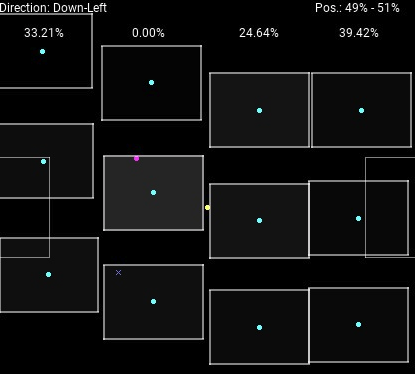 Direction: Down-Left
Pos.: 49% - 51%
33.21%
0.00%
24.64%
39.42%